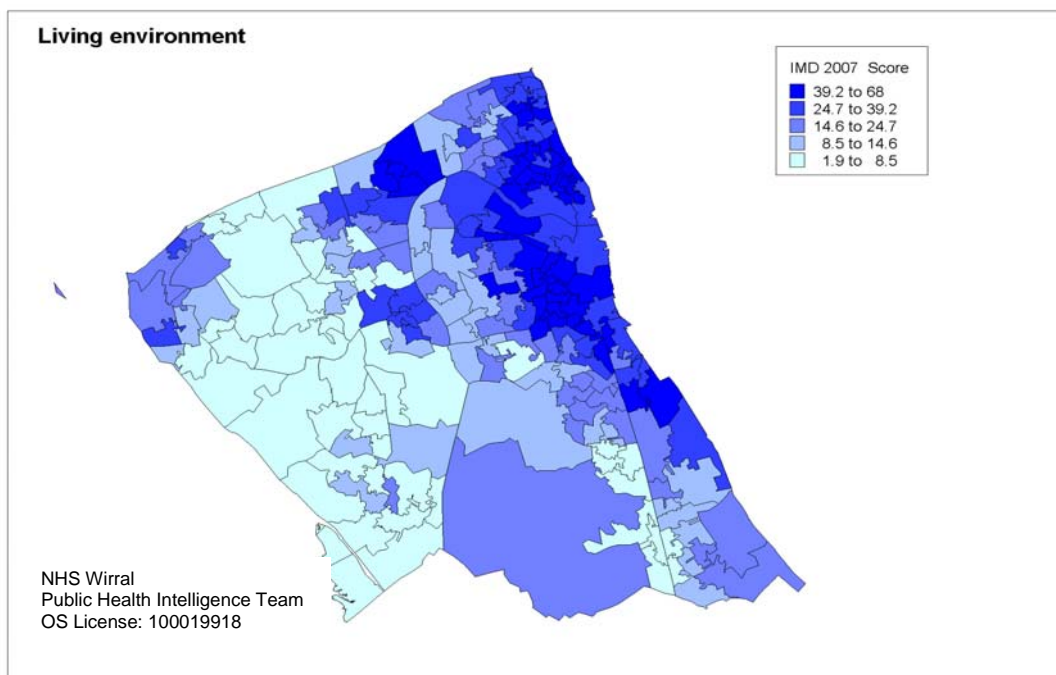 Living environment
IMD 2007 Score
39.2 to 68
24.7 to 39.2
14.6 to 24.7
8.5 to 14.6
1.9 to 8.5
NHS Wirral
Public Health Intelligence Team
OS License: 100019918